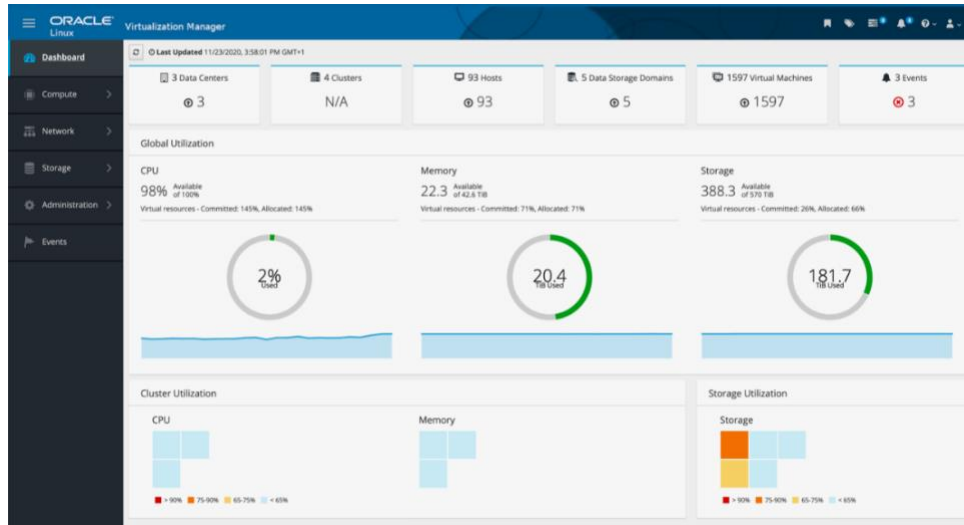 ORACLE
Linux
Virtualization Manager
Dashboard
Compute
Network
Storage
Administration
Events
Last Updated 11/23/2020, 3:58:01 PM GMT+1
3 Data Centers
3
4 Clusters
N/A
93 Hosts
93
5 Data Storage Domains
5
1597 Virtual Machines
1597
3 Events
3
Global Utilization
CPU
98% Available of 100%
Virtual resources - Committed: 145%, Allocated: 145%
2%
Used
Memory
22.3 Available of 42.6 TiB
Virtual resources - Committed: 71%, Allocated: 71%
20.4
TiB Used
Storage
388.3 Available of 570 TiB
Virtual resources - Committed: 26%, Allocated: 66%
181.7
TiB Used
Cluster Utilization
CPU
> 90% 75-90% 65-75% < 65%
Memory
Storage Utilization
Storage
> 90% 75-90% 65-75% < 65%